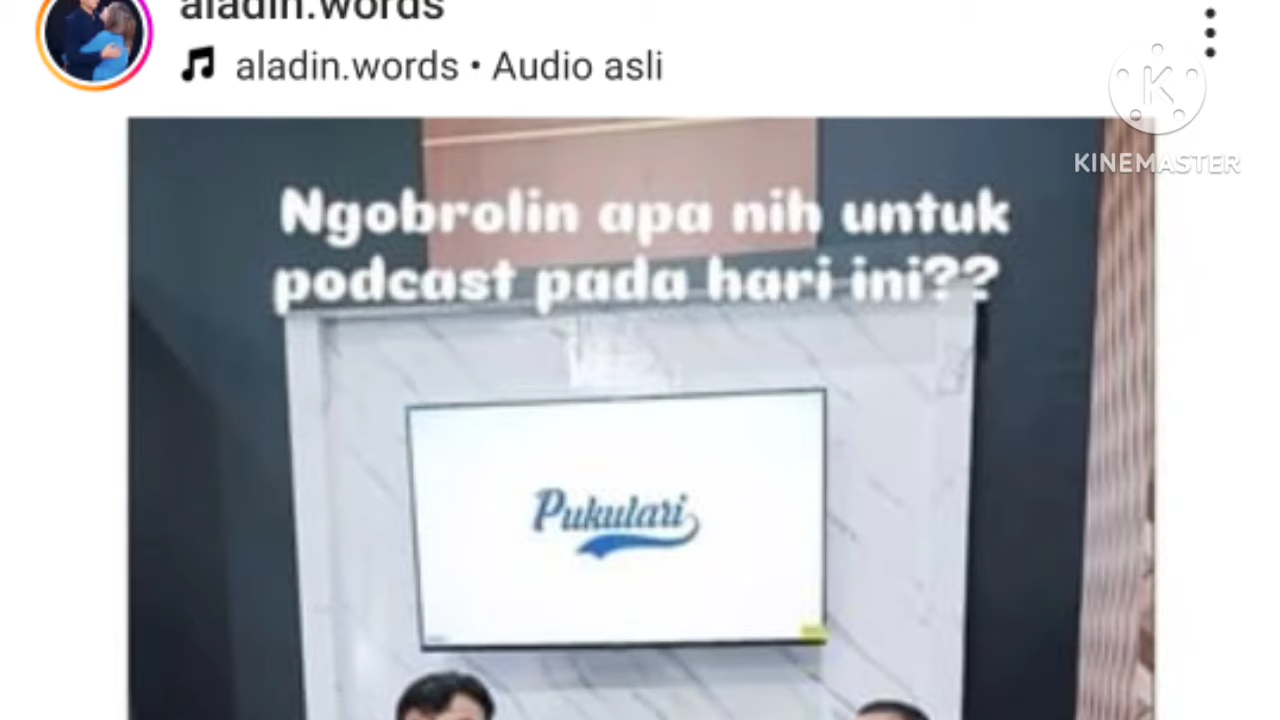 aladin.words
aladin.words • Audio asli
K
KINEMASTER
Ngobrolin apa nih untuk
podcast pada hari ini??
Pukulari